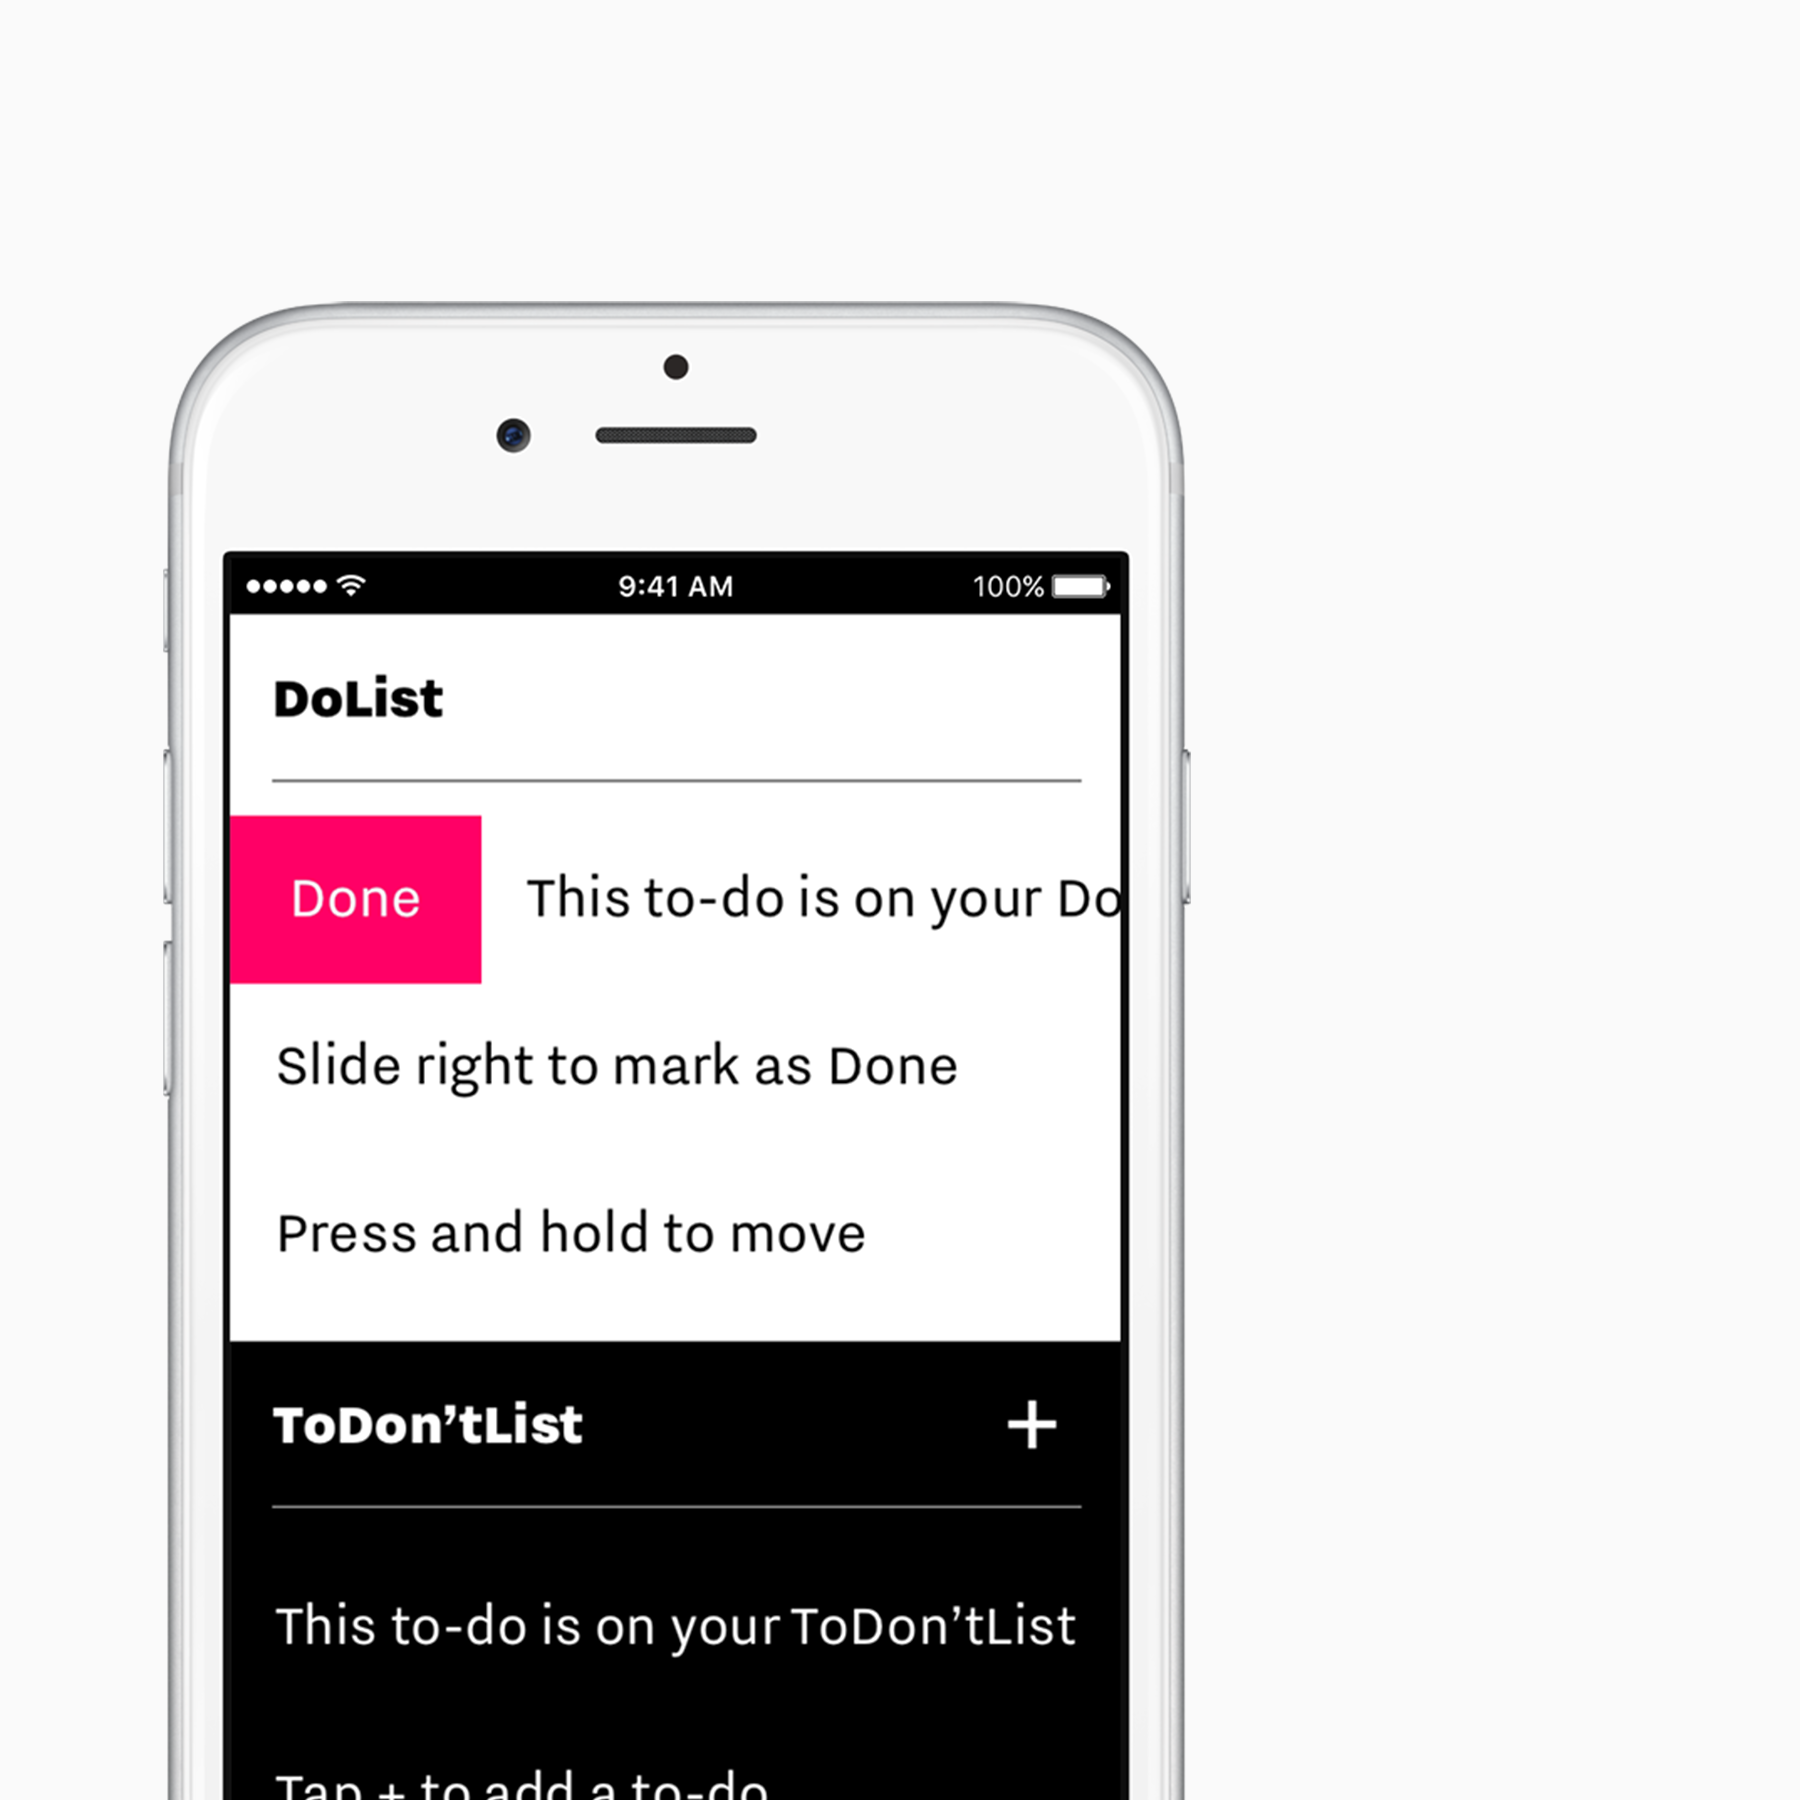 9:41 AM 100%
DoList
Done This to-do is on your Do
Slide right to mark as Done
Press and hold to move
ToDon’tList +
This to-do is on your ToDon’tList
Tap + to add a to-do